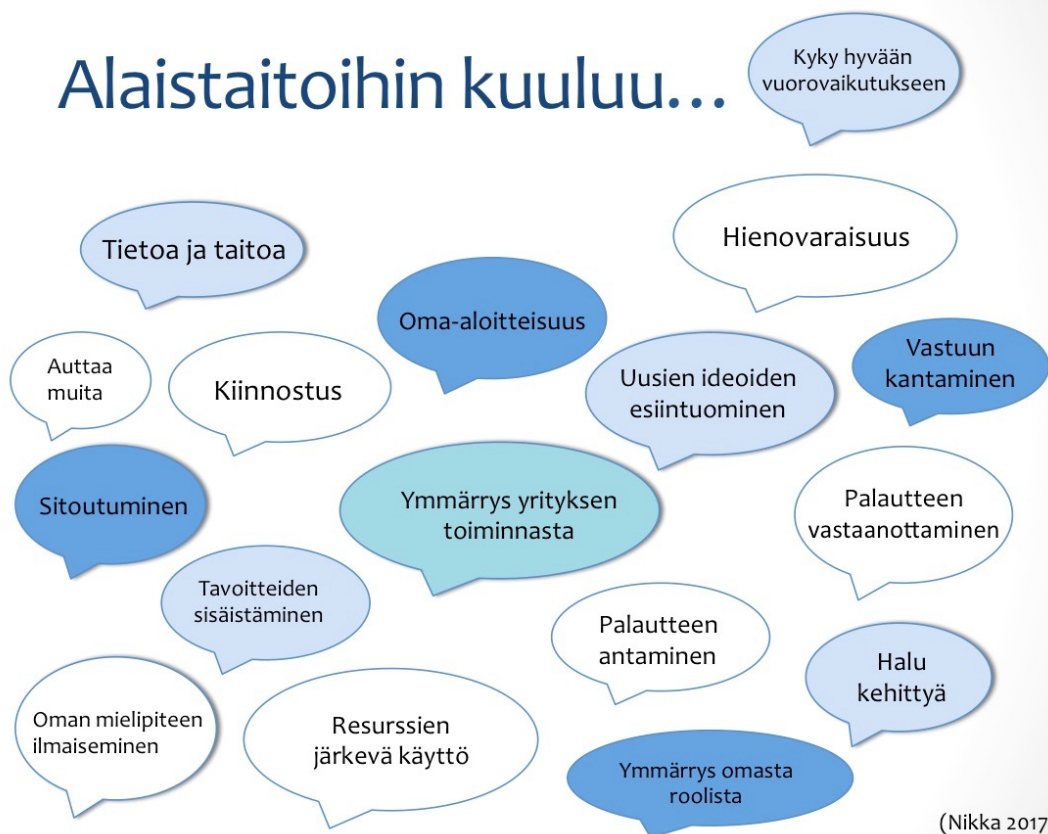 Alaistaitoihin kuuluu...
Kyky hyvään
vuorovaikutukseen
Tietoa ja taitoa
Hienovaraisuus
Oma-aloitteisuus
Auttaa
muita
Kiinnostus
Uusien ideoiden
esiintuominen
Vastuun
kantaminen
Sitoutuminen
Ymmärrys yrityksen
toiminnasta
Palautteen
vastaanottaminen
Tavoitteiden
sisäistäminen
Palautteen
antaminen
Halu
kehittyä
Oman mielipiteen
ilmaiseminen
Resurssien
järkevä käyttö
Ymmärrys omasta
roolista
(Nikka 2017